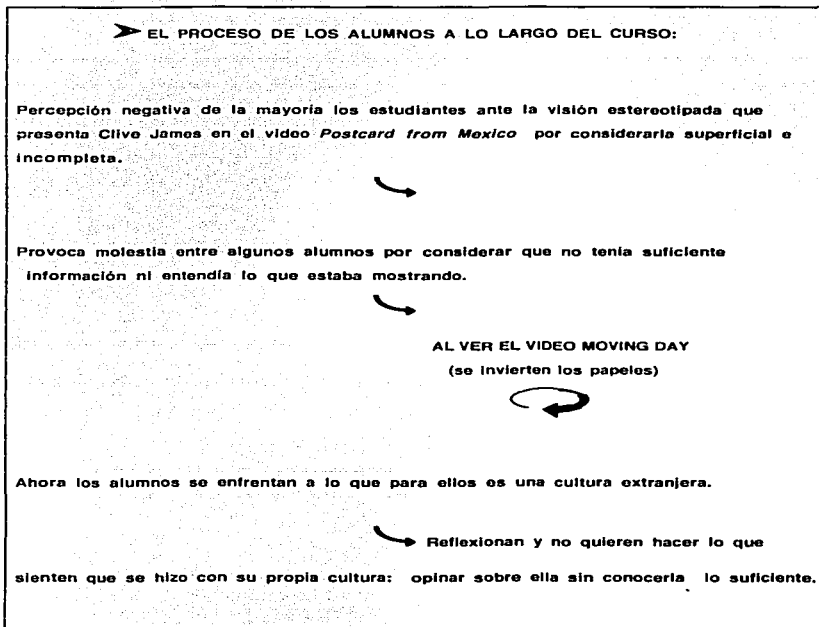 EL PROCESO DE LOS ALUMNOS A LO LARGO DEL CURSO:
Percepción negativa de la mayoría los estudiantes ante la visión estereotipada que
presenta Clive James en el video Postcard from Mexico por considerarla superficial e
incompleta.
Provoca molestia entre algunos alumnos por considerar que no tenía suficiente
información ni entendía lo que estaba mostrando.
AL VER EL VIDEO MOVING DAY
(se invierten los papeles)
Ahora los alumnos se enfrentan a lo que para ellos es una cultura extranjera.
Reflexionan y no quieren hacer lo que
sienten que se hizo con su propia cultura: opinar sobre ella sin conocerla lo suficiente.